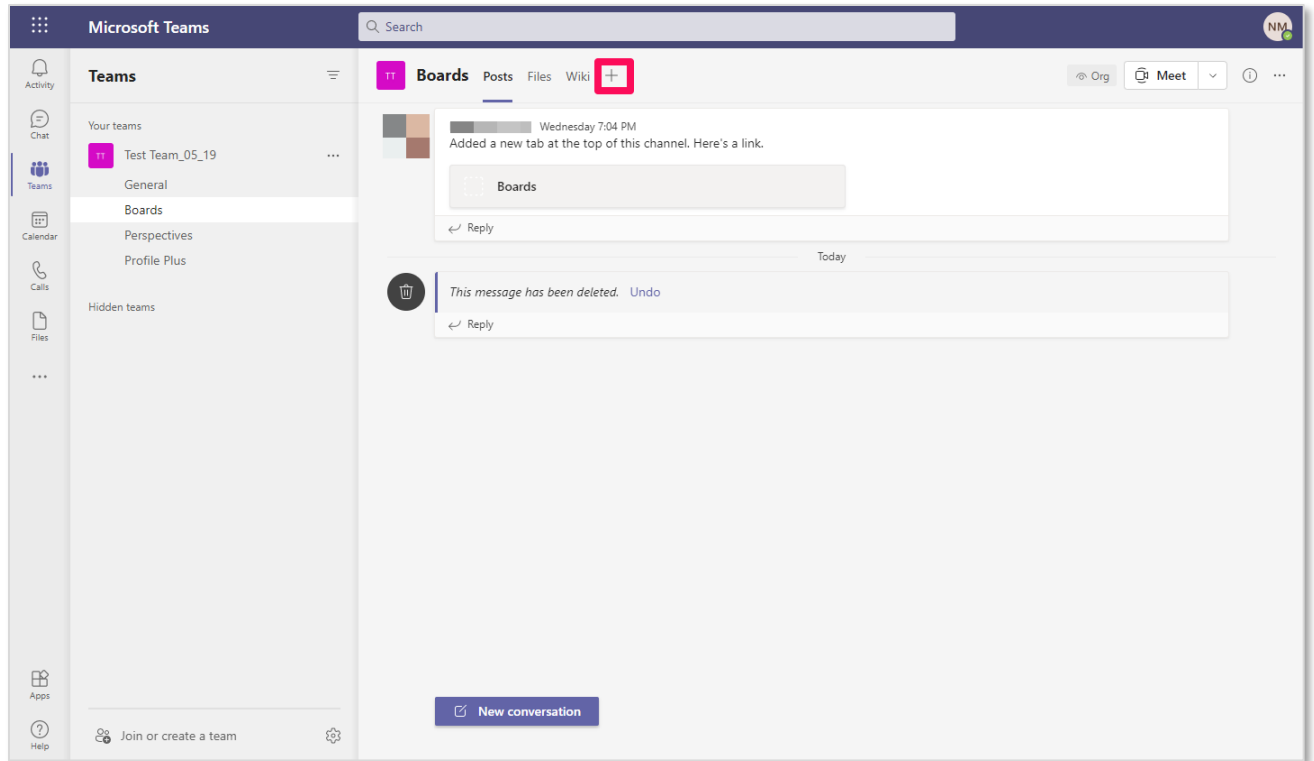 Microsoft Teams
Search
NM
Activity
Chat
Teams
Calendar
Calls
Files
Apps
Help
Teams
Your teams
TT Test Team_05_19
General
Boards
Perspectives
Profile Plus
Hidden teams
Join or create a team
TT Boards Posts Files Wiki
Org Meet
Wednesday 7:04 PM
Added a new tab at the top of this channel. Here's a link.
Boards
Reply
Today
This message has been deleted. Undo
Reply
New conversation